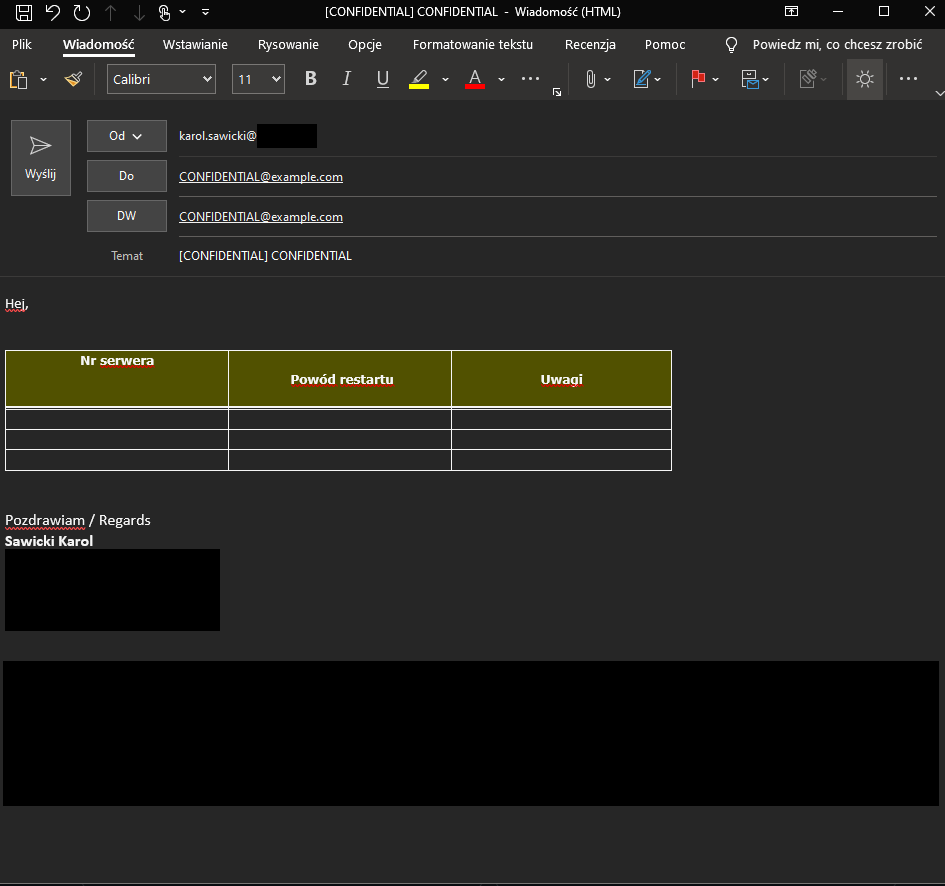 [CONFIDENTIAL] CONFIDENTIAL - Wiadomość (HTML)
Plik Wiadomość Wstawianie Rysowanie Opcje Formatowanie tekstu Recenzja Pomoc Powiedz mi, co chcesz zrobić
Calibri 11 B I U A
Wyślij
Od karol.sawicki@
Do CONFIDENTIAL@example.com
DW CONFIDENTIAL@example.com
Temat [CONFIDENTIAL] CONFIDENTIAL
Hej,
Nr serwera Powód restartu Uwagi
Pozdrawiam / Regards
Sawicki Karol